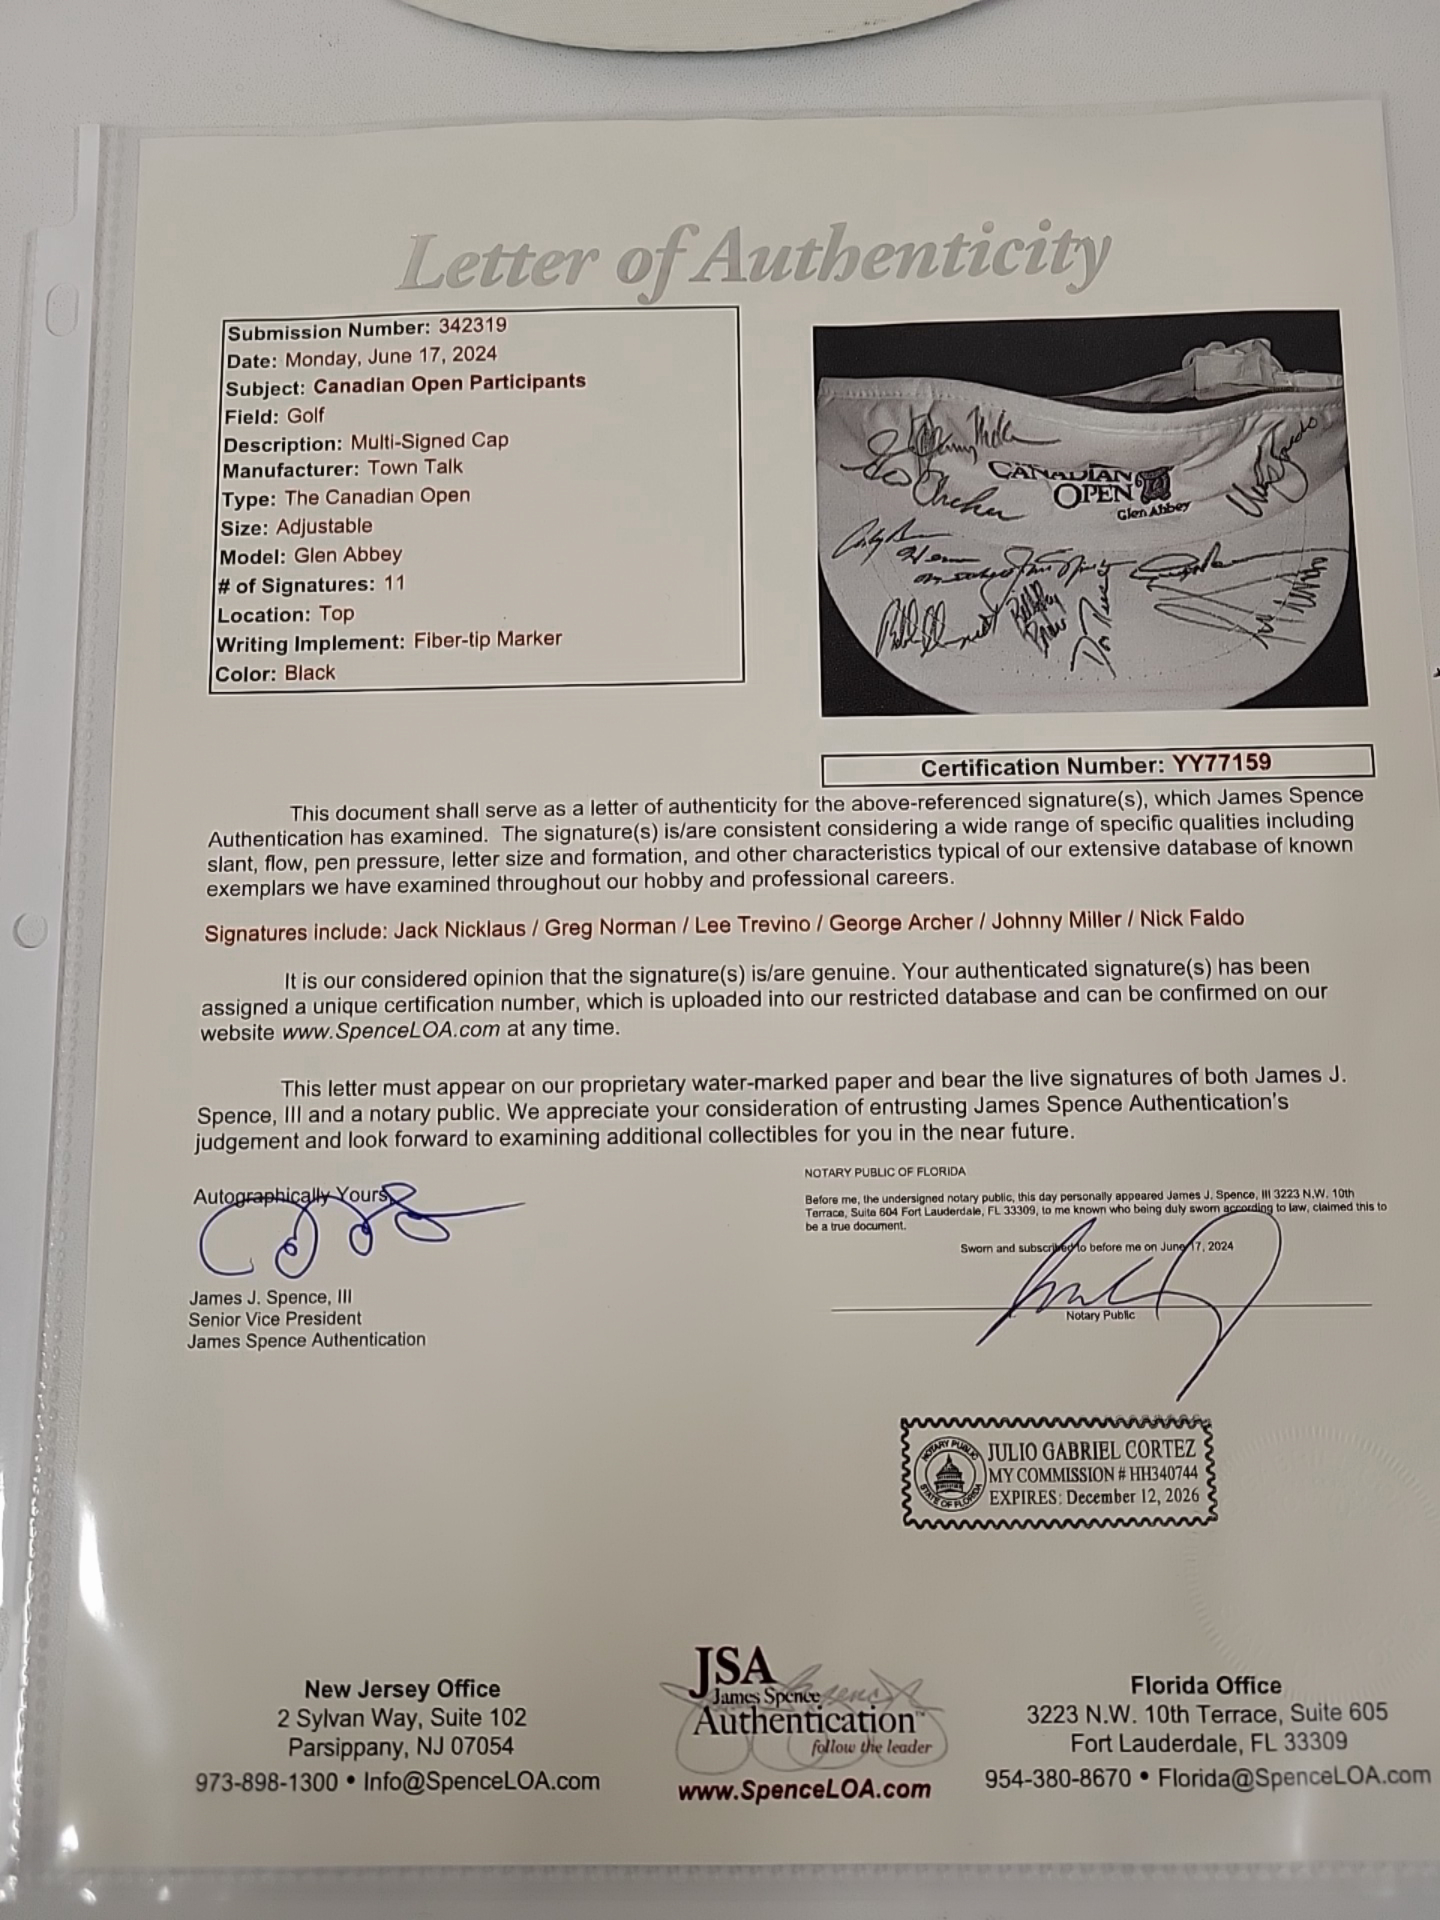 Letter of Authenticity
Submission Number: 342319
Date: Monday, June 17, 2024
Subject: Canadian Open Participants
Field: Golf
Description: Multi-Signed Cap
Manufacturer: Town Talk
Type: The Canadian Open
Size: Adjustable
Model: Glen Abbey
# of Signatures: 11
Location: Top
Writing Implement: Fiber-tip Marker
Color: Black
CANADIAN
OPEN
Glen Abbey
Certification Number: YY77159
This document shall serve as a letter of authenticity for the above-referenced signature(s), which James Spence
Authentication has examined. The signature(s) is/are consistent considering a wide range of specific qualities including
slant, flow, pen pressure, letter size and formation, and other characteristics typical of our extensive database of known
exemplars we have examined throughout our hobby and professional careers.
Signatures include: Jack Nicklaus / Greg Norman / Lee Trevino / George Archer / Johnny Miller / Nick Faldo
It is our considered opinion that the signature(s) is/are genuine. Your authenticated signature(s) has been
assigned a unique certification number, which is uploaded into our restricted database and can be confirmed on our
website www.SpenceLOA.com at any time.
This letter must appear on our proprietary water-marked paper and bear the live signatures of both James J.
Spence, III and a notary public. We appreciate your consideration of entrusting James Spence Authentication's
judgement and look forward to examining additional collectibles for you in the near future.
Autographically Yours,
James J. Spence, III
Senior Vice President
James Spence Authentication
NOTARY PUBLIC OF FLORIDA
Before me, the undersigned notary public, this day personally appeared James J. Spence, III 3223 N.W. 10th
Terrace, Suite 604 Fort Lauderdale, FL 33309, to me known who being duly sworn according to law, claimed this to
be a true document.
Sworn and subscribed to before me on June 17, 2024
Notary Public
NOTARY PUBLIC
STATE OF FLORIDA
JULIO GABRIEL CORTEZ
MY COMMISSION # HH340744
EXPIRES: December 12, 2026
New Jersey Office
2 Sylvan Way, Suite 102
Parsippany, NJ 07054
973-898-1300 • Info@SpenceLOA.com
JSA
James Spence
Authentication™
follow the leader
www.SpenceLOA.com
Florida Office
3223 N.W. 10th Terrace, Suite 605
Fort Lauderdale, FL 33309
954-380-8670 • Florida@SpenceLOA.com